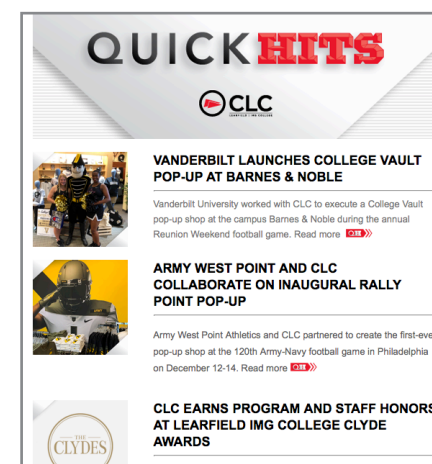 QUICK HITS
CLC
LEARFIELD | IMG COLLEGE
VANDERBILT LAUNCHES COLLEGE VAULT
POP-UP AT BARNES & NOBLE
Vanderbilt University worked with CLC to execute a College Vault
pop-up shop at the campus Barnes & Noble during the annual
Reunion Weekend football game. Read more QH
ARMY WEST POINT AND CLC
COLLABORATE ON INAUGURAL RALLY
POINT POP-UP
Army West Point Athletics and CLC partnered to create the first-eve
pop-up shop at the 120th Army-Navy football game in Philadelphia
on December 12-14. Read more QH
CLC EARNS PROGRAM AND STAFF HONORS
AT LEARFIELD IMG COLLEGE CLYDE
AWARDS
THE
CLYDES